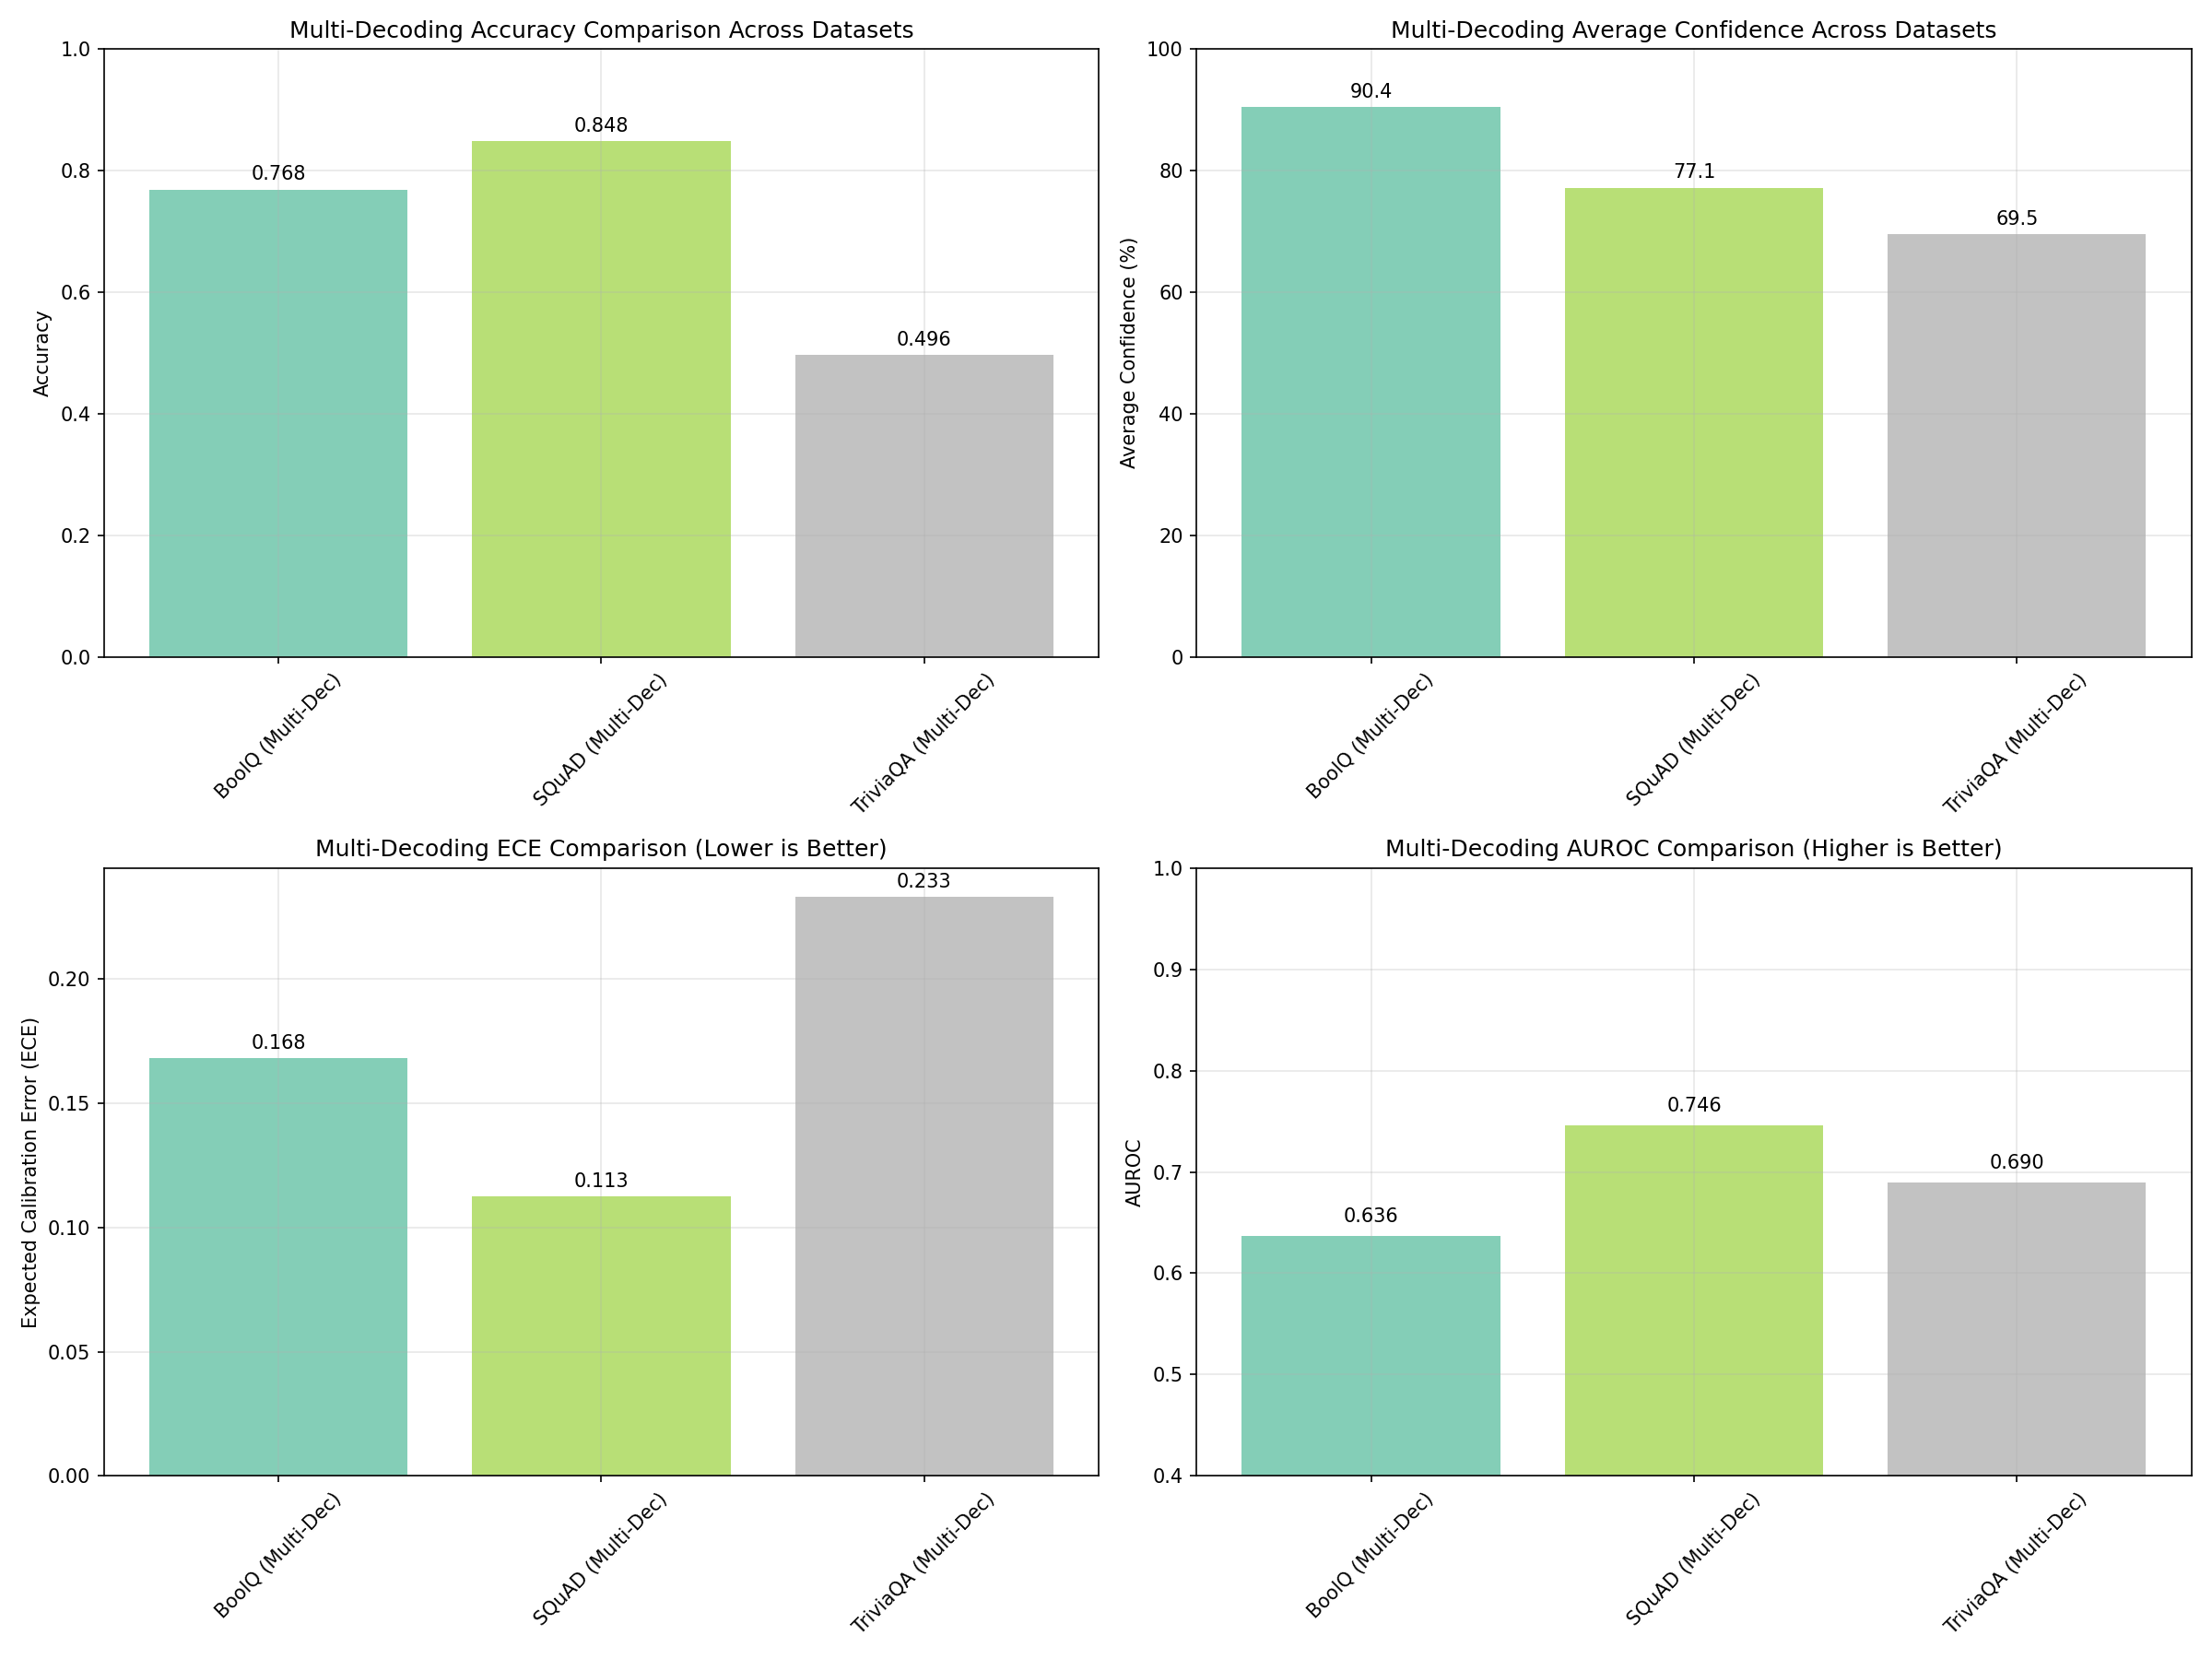 Multi-Decoding Accuracy Comparison Across Datasets
1.0
0.8
0.6
0.4
0.2
0.0
Accuracy
0.768
0.848
0.496
BoolQ (Multi-Dec)
SQuAD (Multi-Dec)
TriviaQA (Multi-Dec)
Multi-Decoding Average Confidence Across Datasets
100
80
60
40
20
0
Average Confidence (%)
90.4
77.1
69.5
BoolQ (Multi-Dec)
SQuAD (Multi-Dec)
TriviaQA (Multi-Dec)
Multi-Decoding ECE Comparison (Lower is Better)
0.20
0.15
0.10
0.05
0.00
Expected Calibration Error (ECE)
0.168
0.113
0.233
BoolQ (Multi-Dec)
SQuAD (Multi-Dec)
TriviaQA (Multi-Dec)
Multi-Decoding AUROC Comparison (Higher is Better)
1.0
0.9
0.8
0.7
0.6
0.5
0.4
AUROC
0.636
0.746
0.690
BoolQ (Multi-Dec)
SQuAD (Multi-Dec)
TriviaQA (Multi-Dec)